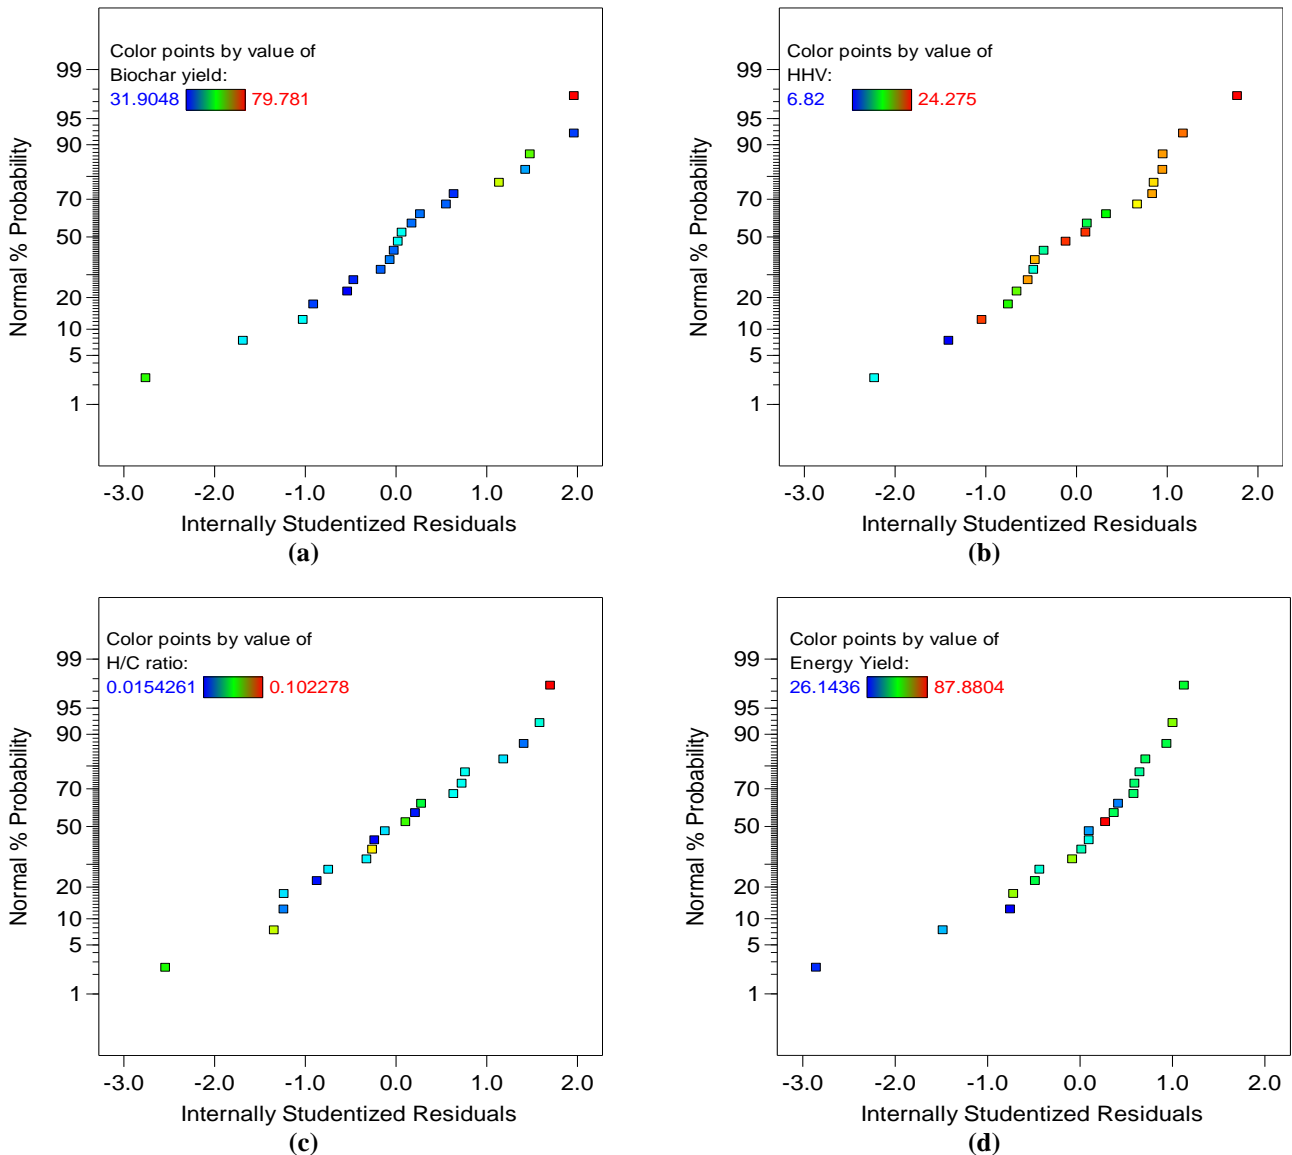 Color points by value of
Biochar yield:
31.9048 79.781
99
95
90
70
50
20
10
5
1
Normal % Probability
-3.0 -2.0 -1.0 0.0 1.0 2.0
Internally Studentized Residuals
(a)
Color points by value of
HHV:
6.82 24.275
99
95
90
70
50
20
10
5
1
Normal % Probability
-3.0 -2.0 -1.0 0.0 1.0 2.0
Internally Studentized Residuals
(b)
Color points by value of
H/C ratio:
0.0154261 0.102278
99
95
90
70
50
20
10
5
1
Normal % Probability
-3.0 -2.0 -1.0 0.0 1.0 2.0
Internally Studentized Residuals
(c)
Color points by value of
Energy Yield:
26.1436 87.8804
99
95
90
70
50
20
10
5
1
Normal % Probability
-3.0 -2.0 -1.0 0.0 1.0 2.0
Internally Studentized Residuals
(d)